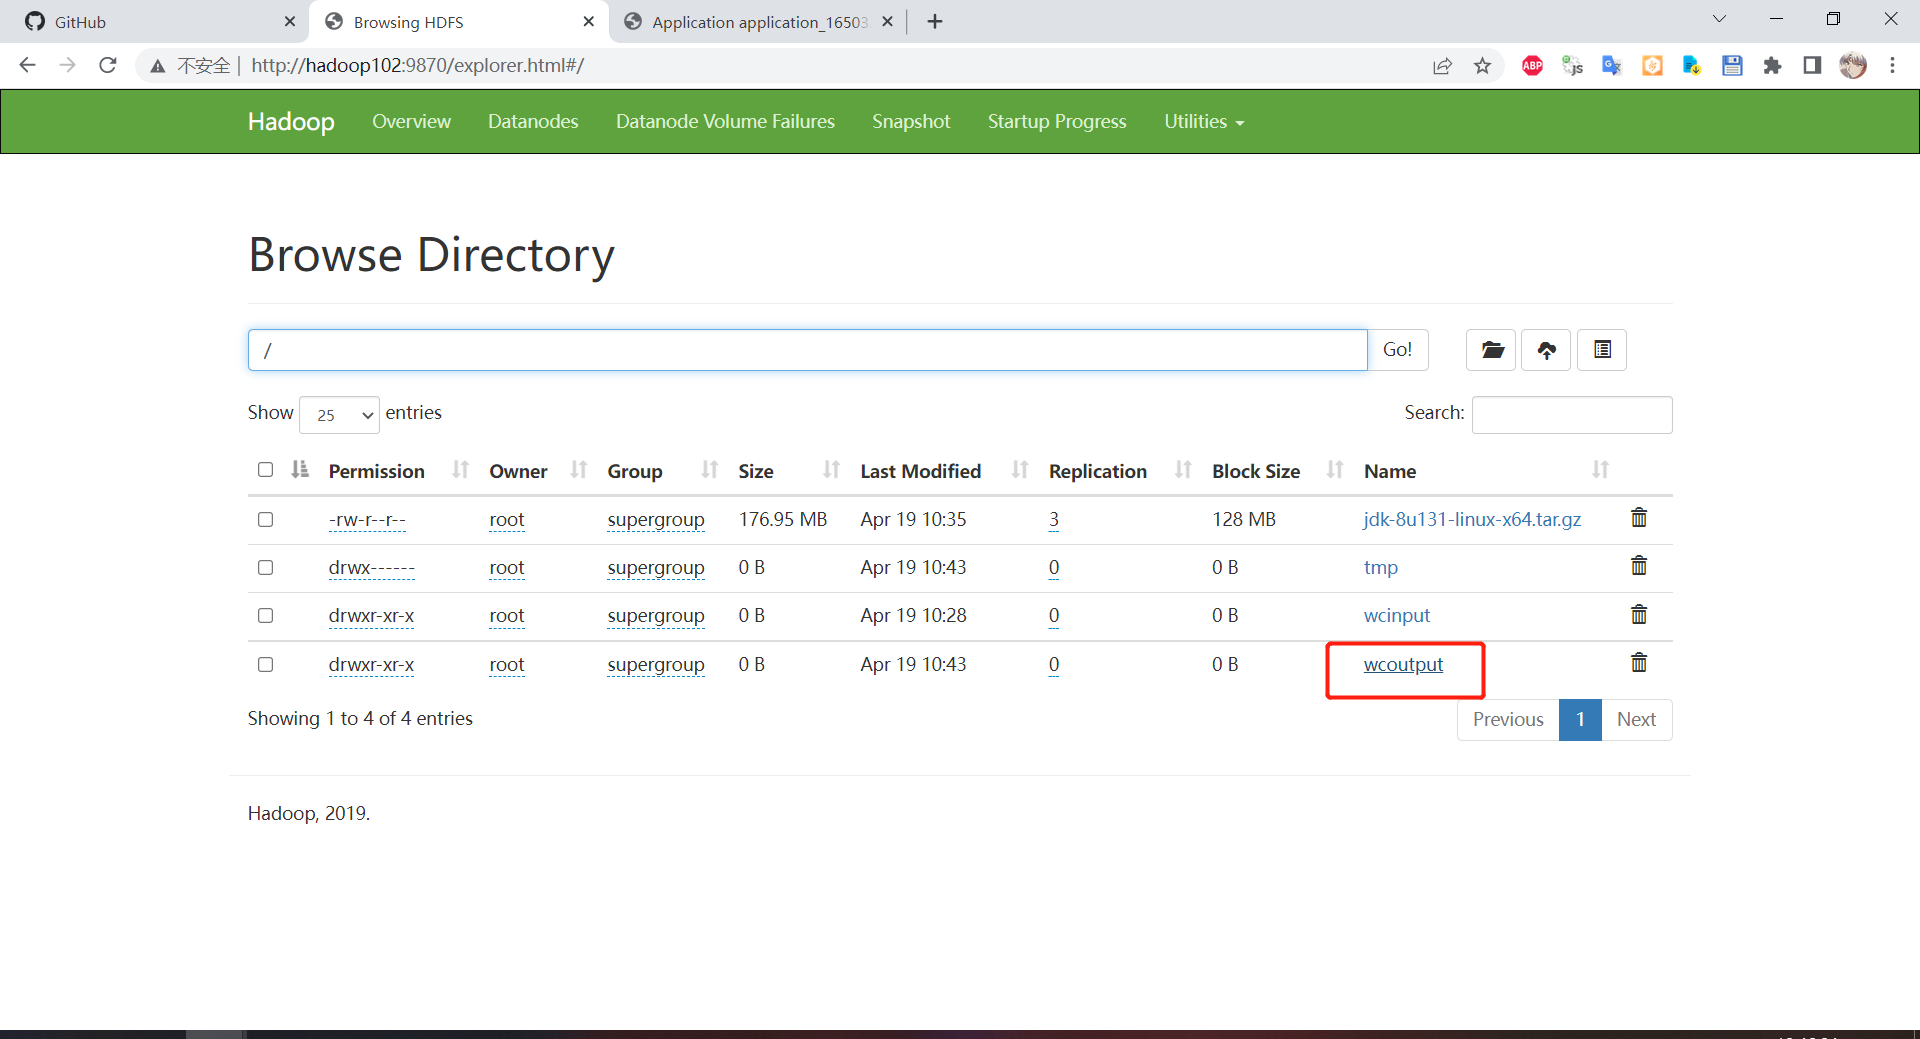 GitHub
Browsing HDFS
Application application_16503
不安全 | http://hadoop102:9870/explorer.html#/
ABP
js
Hadoop Overview Datanodes Datanode Volume Failures Snapshot Startup Progress Utilities
Browse Directory
/ Go!
Show 25 entries Search:
Permission Owner Group Size Last Modified Replication Block Size Name
-rw-r--r-- root supergroup 176.95 MB Apr 19 10:35 3 128 MB jdk-8u131-linux-x64.tar.gz
drwx------ root supergroup 0 B Apr 19 10:43 0 0 B tmp
drwxr-xr-x root supergroup 0 B Apr 19 10:28 0 0 B wcinput
drwxr-xr-x root supergroup 0 B Apr 19 10:43 0 0 B wcoutput
Showing 1 to 4 of 4 entries Previous 1 Next
Hadoop, 2019.